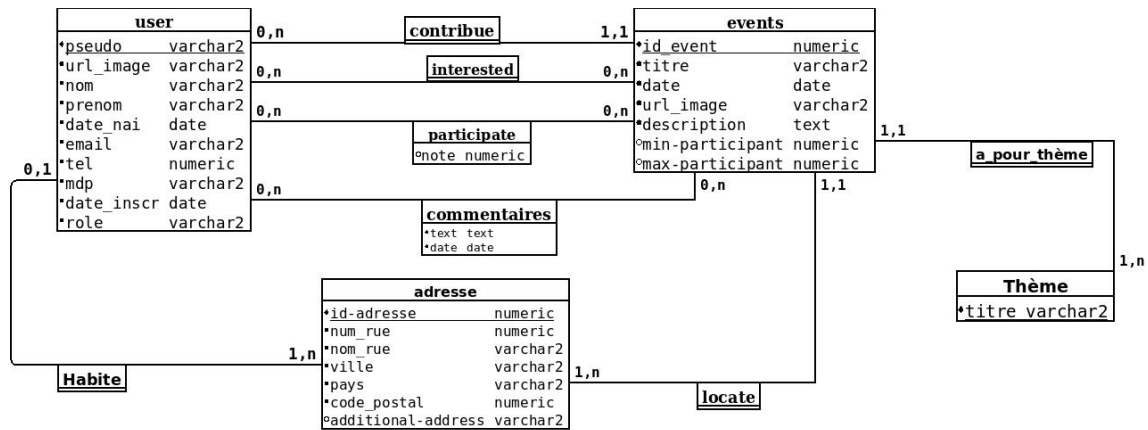 user
pseudo varchar2
url_image varchar2
nom varchar2
prenom varchar2
date_nai date
email varchar2
tel numeric
mdp varchar2
date_inscr date
role varchar2
0,n
contribue
1,1
0,n
interested
0,n
0,n
participate
note numeric
0,n
0,n
commentaires
text text
date date
0,n
events
id_event numeric
titre varchar2
date date
url_image varchar2
description text
min-participant numeric
max-participant numeric
1,1
a_pour_thème
1,n
Thème
titre varchar2
0,1
Habite
1,n
adresse
id-adresse numeric
num_rue numeric
nom_rue varchar2
ville varchar2
pays varchar2
code_postal numeric
additional-address varchar2
1,n
locate
1,1